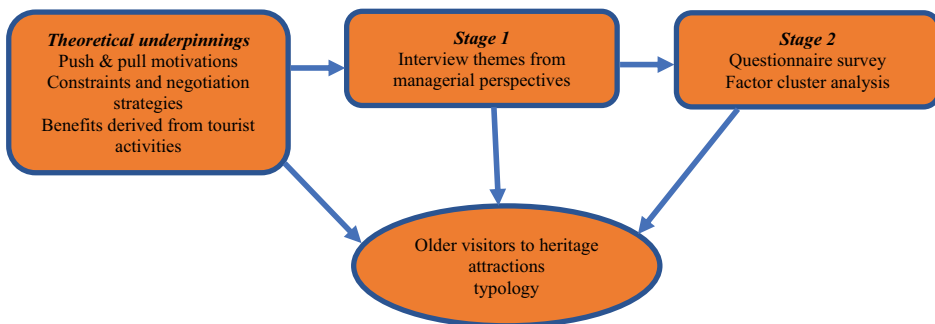 Theoretical underpinnings
Push & pull motivations
Constraints and negotiation
strategies
Benefits derived from tourist
activities
Stage 1
Interview themes from
managerial perspectives
Stage 2
Questionnaire survey
Factor cluster analysis
Older visitors to heritage
attractions
typology